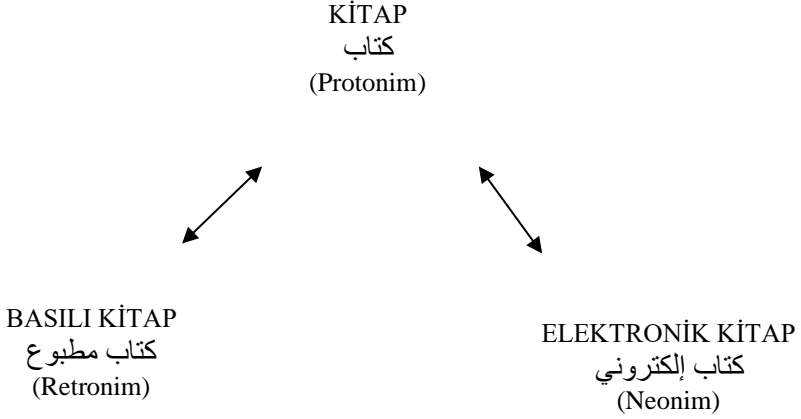 KİTAP
كتاب
(Protonim)
BASILI KİTAP
كتاب مطبوع
(Retronim)
ELEKTRONİK KİTAP
كتاب إلكتروني
(Neonim)